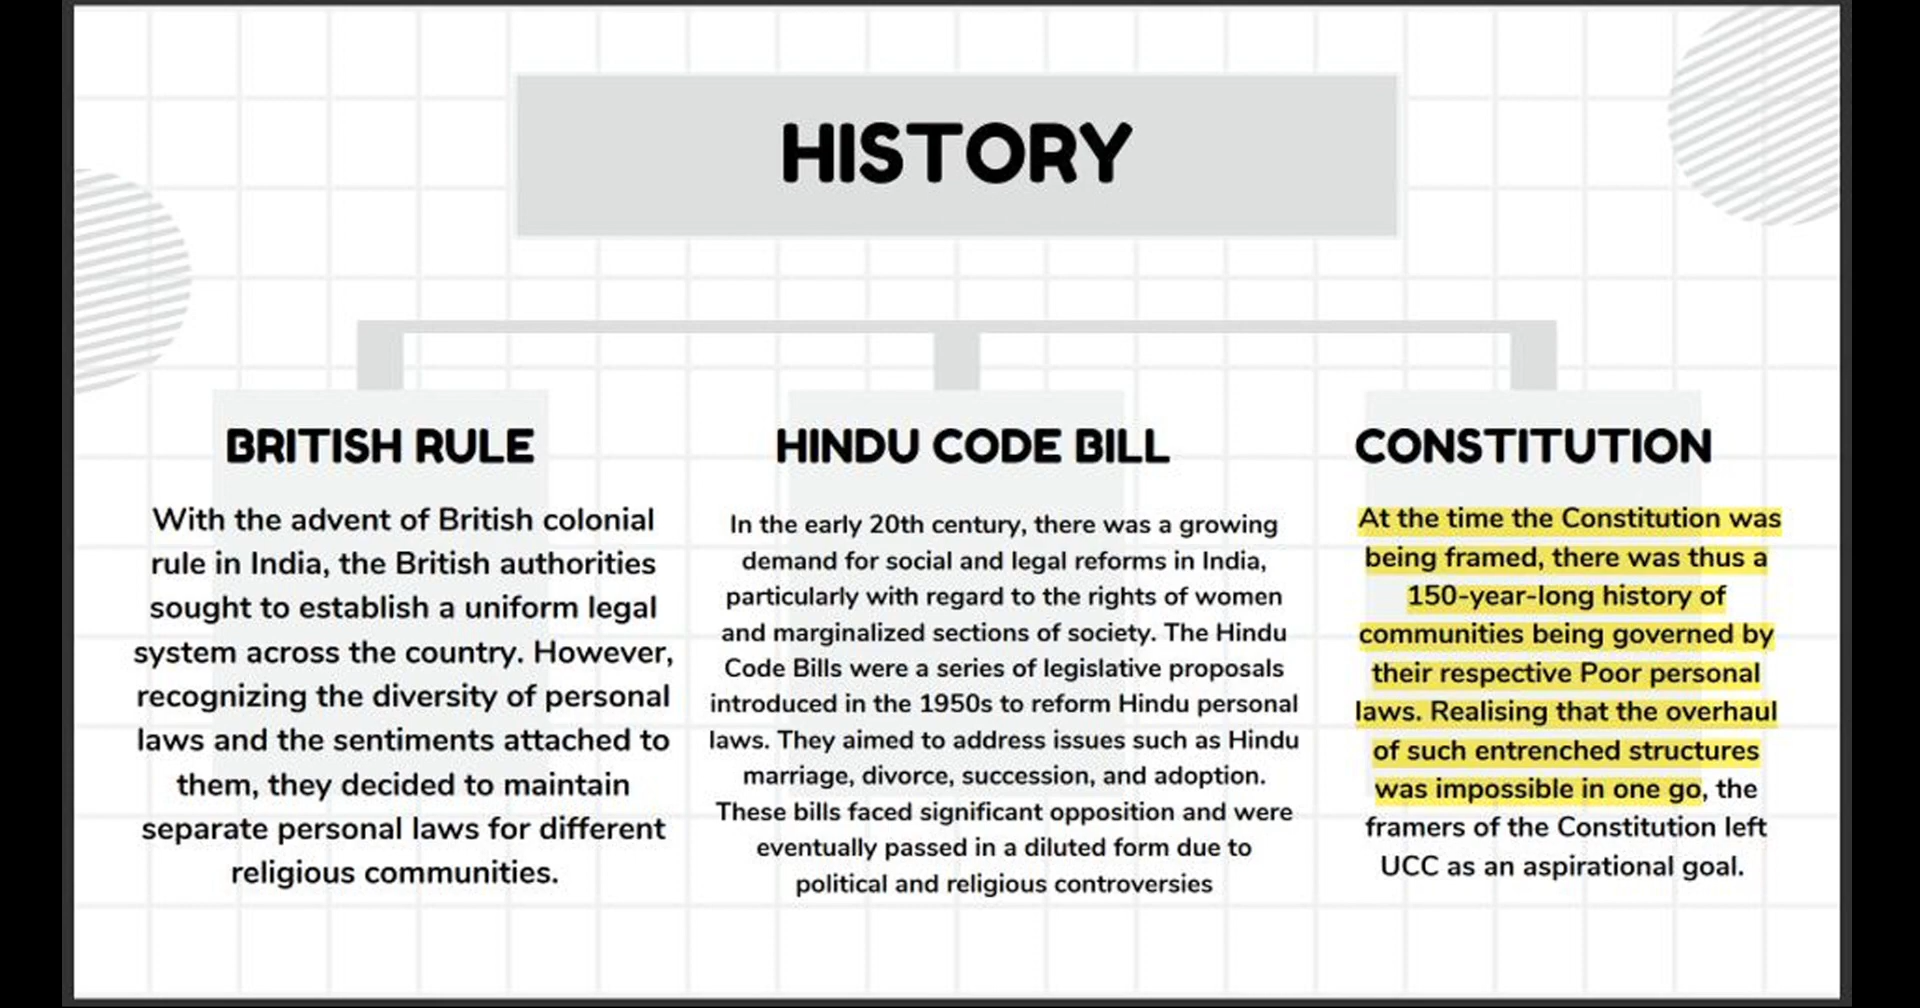 HISTORY
BRITISH RULE
With the advent of British colonial
rule in India, the British authorities
sought to establish a uniform legal
system across the country. However,
recognizing the diversity of personal
laws and the sentiments attached to
them, they decided to maintain
separate personal laws for different
religious communities.
HINDU CODE BILL
In the early 20th century, there was a growing
demand for social and legal reforms in India,
particularly with regard to the rights of women
and marginalized sections of society. The Hindu
Code Bills were a series of legislative proposals
introduced in the 1950s to reform Hindu personal
laws. They aimed to address issues such as Hindu
marriage, divorce, succession, and adoption.
These bills faced significant opposition and were
eventually passed in a diluted form due to
political and religious controversies
CONSTITUTION
At the time the Constitution was
being framed, there was thus a
150-year-long history of
communities being governed by
their respective Poor personal
laws. Realising that the overhaul
of such entrenched structures
was impossible in one go, the
framers of the Constitution left
UCC as an aspirational goal.